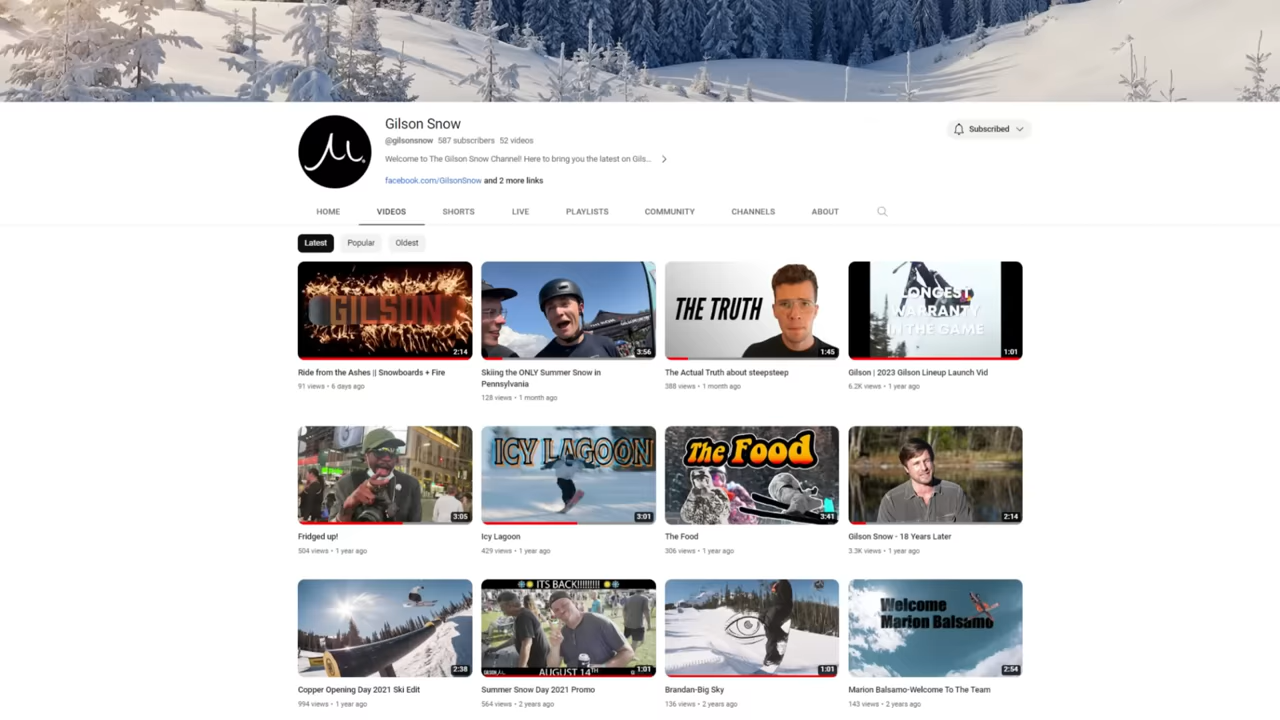 Gilson Snow
@gilsonsnow 587 subscribers 52 videos
Welcome to The Gilson Snow Channel! Here to bring you the latest on Gils...
facebook.com/GilsonSnow and 2 more links
Subscribed
HOME VIDEOS SHORTS LIVE PLAYLISTS COMMUNITY CHANNELS ABOUT
Latest Popular Oldest
GILSON
2:14
3:56
THE TRUTH
1:45
LONGEST
WARRANTY
IN THE GAME
1:01
Ride from the Ashes || Snowboards + Fire
91 views • 6 days ago
Skiing the ONLY Summer Snow in
Pennsylvania
128 views • 1 month ago
The Actual Truth about steepsteep
388 views • 1 month ago
Gilson | 2023 Gilson Lineup Launch Vid
6.2K views • 1 year ago
3:05
ICY LAGOON
3:01
The Food
3:41
2:14
Fridged up!
504 views • 1 year ago
Icy Lagoon
429 views • 1 year ago
The Food
306 views • 1 year ago
Gilson Snow - 18 Years Later
3.3K views • 1 year ago
2:38
ITS BACK!!!!!!!!!
AUGUST 14TH
1:01
1:01
Welcome
Marion Balsamo
2:54
Copper Opening Day 2021 Ski Edit
994 views • 1 year ago
Summer Snow Day 2021 Promo
564 views • 2 years ago
Brandan-Big Sky
136 views • 2 years ago
Marion Balsamo-Welcome To The Team
143 views • 2 years ago